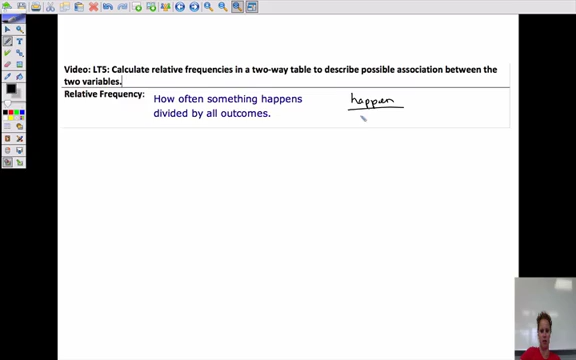 Video: LT5: Calculate relative frequencies in a two-way table to describe possible association between the
two variables.
Relative Frequency: How often something happens
divided by all outcomes.
happen